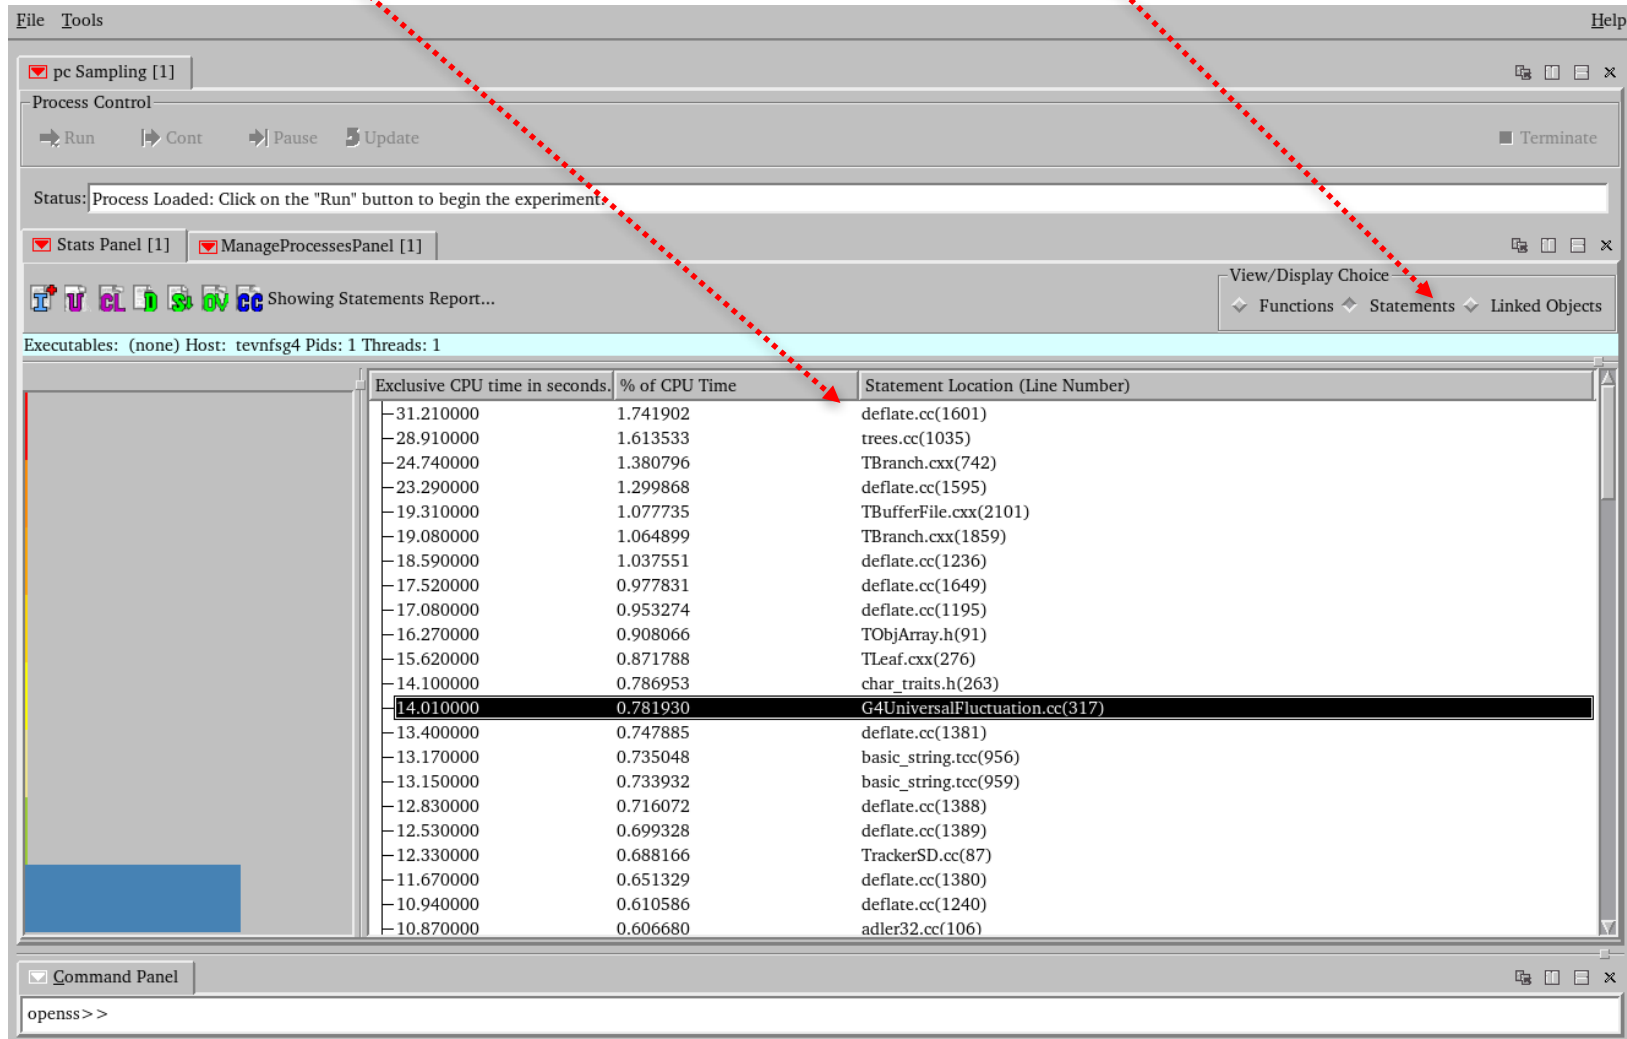 File Tools Help
pc Sampling [1]
Process Control
Run Cont Pause Update Terminate
Status: Process Loaded: Click on the "Run" button to begin the experiment.
Stats Panel [1] ManageProcessesPanel [1]
View/Display Choice
I U CL D S OV CC Showing Statements Report...
Functions Statements Linked Objects
Executables: (none) Host: tevnfsg4 Pids: 1 Threads: 1
Exclusive CPU time in seconds. % of CPU Time Statement Location (Line Number)
31.210000 1.741902 deflate.cc(1601)
28.910000 1.613533 trees.cc(1035)
24.740000 1.380796 TBranch.cxx(742)
23.290000 1.299868 deflate.cc(1595)
19.310000 1.077735 TBufferFile.cxx(2101)
19.080000 1.064899 TBranch.cxx(1859)
18.590000 1.037551 deflate.cc(1236)
17.520000 0.977831 deflate.cc(1649)
17.080000 0.953274 deflate.cc(1195)
16.270000 0.908066 TObjArray.h(91)
15.620000 0.871788 TLeaf.cxx(276)
14.100000 0.786953 char_traits.h(263)
14.010000 0.781930 G4UniversalFluctuation.cc(317)
13.400000 0.747885 deflate.cc(1381)
13.170000 0.735048 basic_string.tcc(956)
13.150000 0.733932 basic_string.tcc(959)
12.830000 0.716072 deflate.cc(1388)
12.530000 0.699328 deflate.cc(1389)
12.330000 0.688166 TrackerSD.cc(87)
11.670000 0.651329 deflate.cc(1380)
10.940000 0.610586 deflate.cc(1240)
10.870000 0.606680 adler32.cc(106)
Command Panel
openss>>